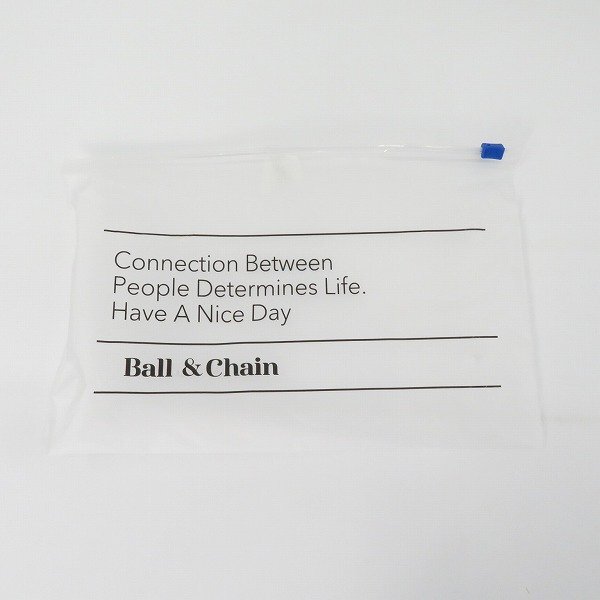 Connection Between
People Determines Life.
Have A Nice Day
Ball & Chain